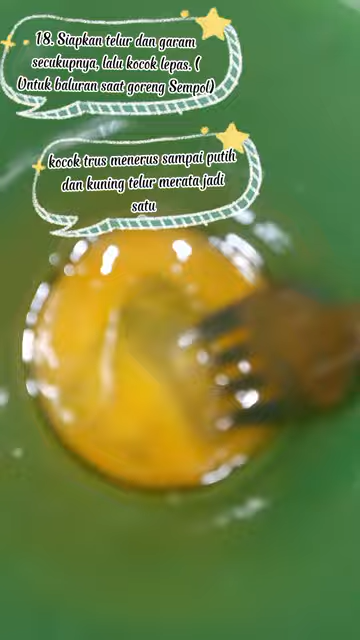 18. Siapkan telur dan garam
secukupnya, lalu kocok lepas. (
Untuk baluran saat goreng Sempol)
kocok trus menerus sampai putih
dan kuning telur merata jadi
satu